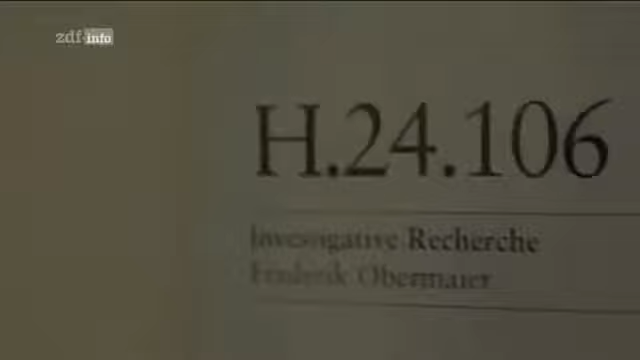 zdf info
H.24.106
Investigative Recherche
Frederik Obermaier